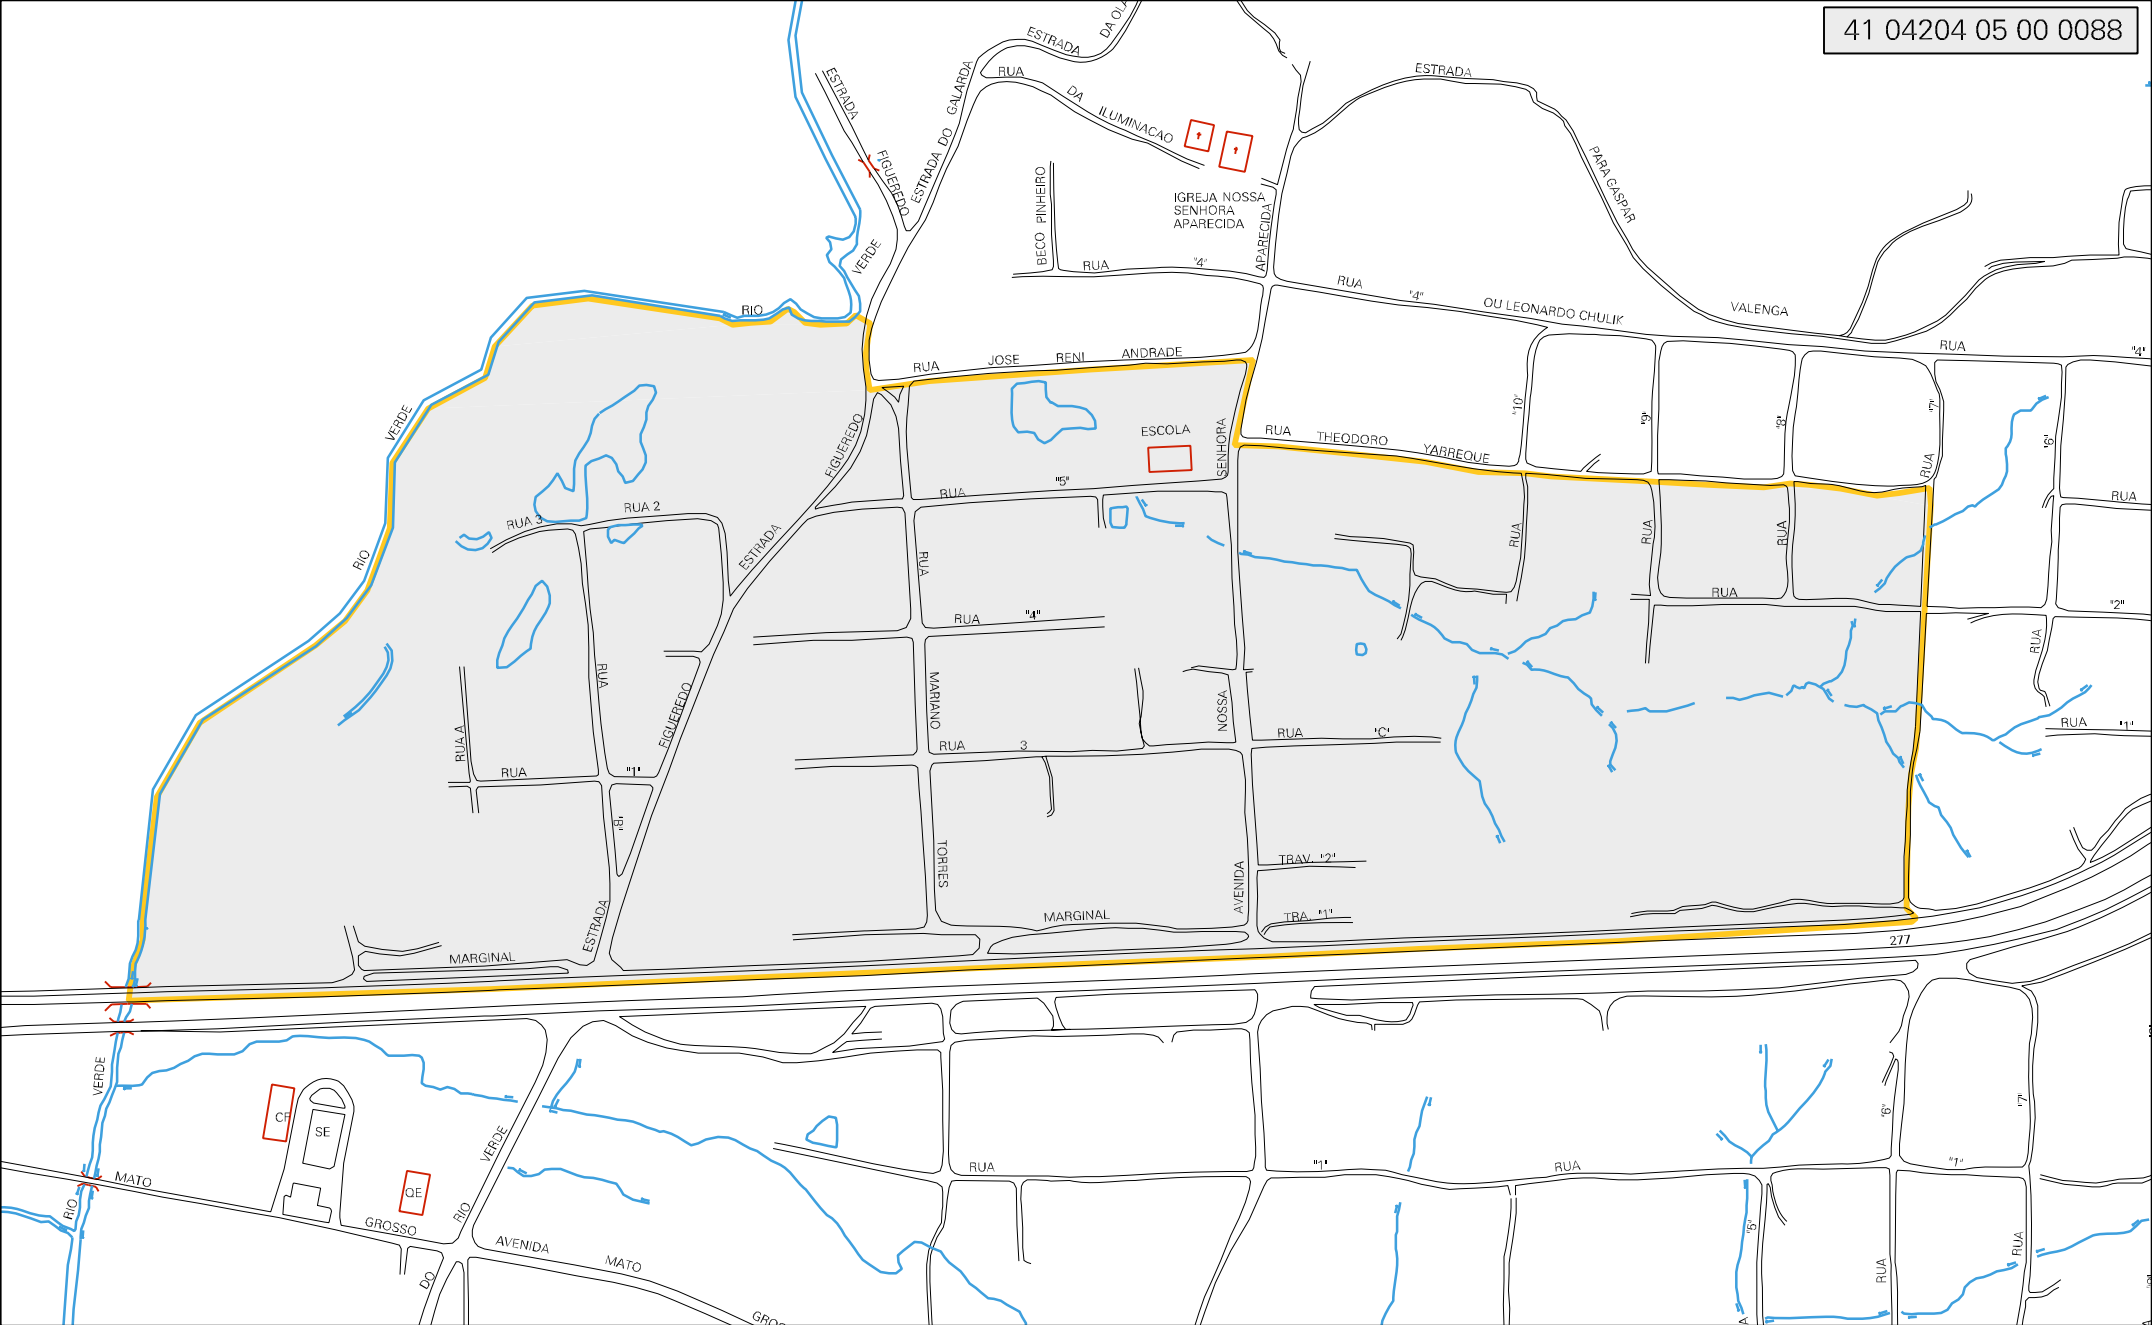 41 04204 05 00 0088
ESTRADA
DA
ESTRADA
FIGUEREDO
ESTRADA DO GALARDA
RUA
DA
ILUMINACAO
ESTRADA
PARA GASPAR
VALENGA
IGREJA NOSSA
SENHORA
APARECIDA
APARECIDA
BECO PINHEIRO
RUA "4"
RUA "4" OU LEONARDO CHULIK
RUA "4"
RIO VERDE
RUA JOSE RENI ANDRADE
"10"
"9"
"8"
"7"
"6"
VERDE
RIO
FIGUEREDO
ESTRADA
ESCOLA
SENHORA
RUA THEODORO YARREQUE
RUA
RUA "5"
RUA
RUA 3
RUA 2
RUA
RUA
RUA
RUA
RUA
RUA "4"
RUA
"2"
RUA
RUA
MARIANO
NOSSA
FIGUEREDO
RUA A
RUA "1"
RUA 3
RUA "C"
RUA "1"
"B"
TORRES
AVENIDA
TRAV. "2"
TRA. "1"
MARGINAL
ESTRADA
MARGINAL
277
VERDE
CF
SE
QE
VERDE
RIO
DO
RIO
MATO
GROSSO
AVENIDA MATO
RUA "1"
RUA
"1"
"6"
"7"
"5"
RUA
RUA